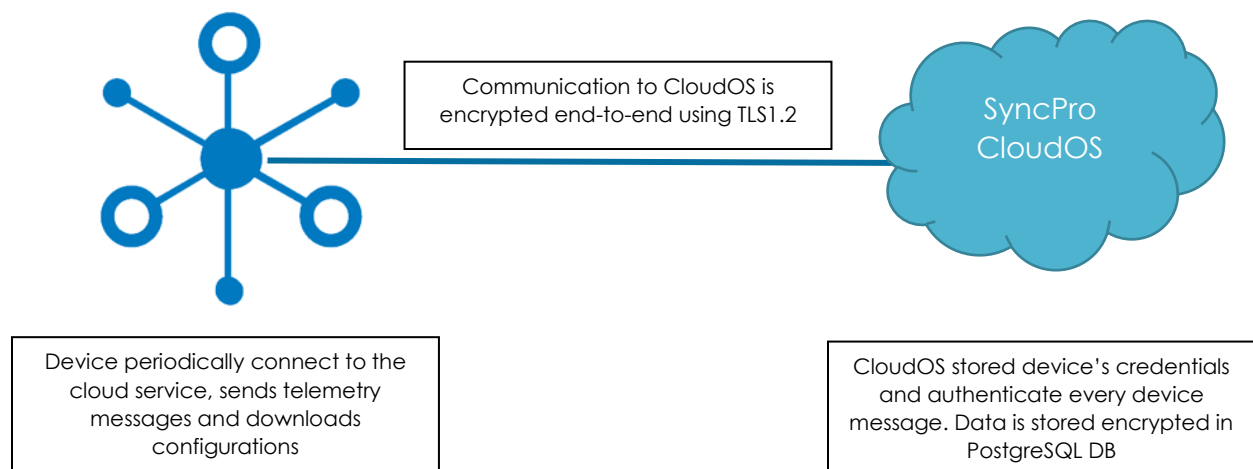 Communication to CloudOS is
encrypted end-to-end using TLS1.2
SyncPro
CloudOS
Device periodically connect to the
cloud service, sends telemetry
messages and downloads
configurations
CloudOS stored device’s credentials
and authenticate every device
message. Data is stored encrypted in
PostgreSQL DB